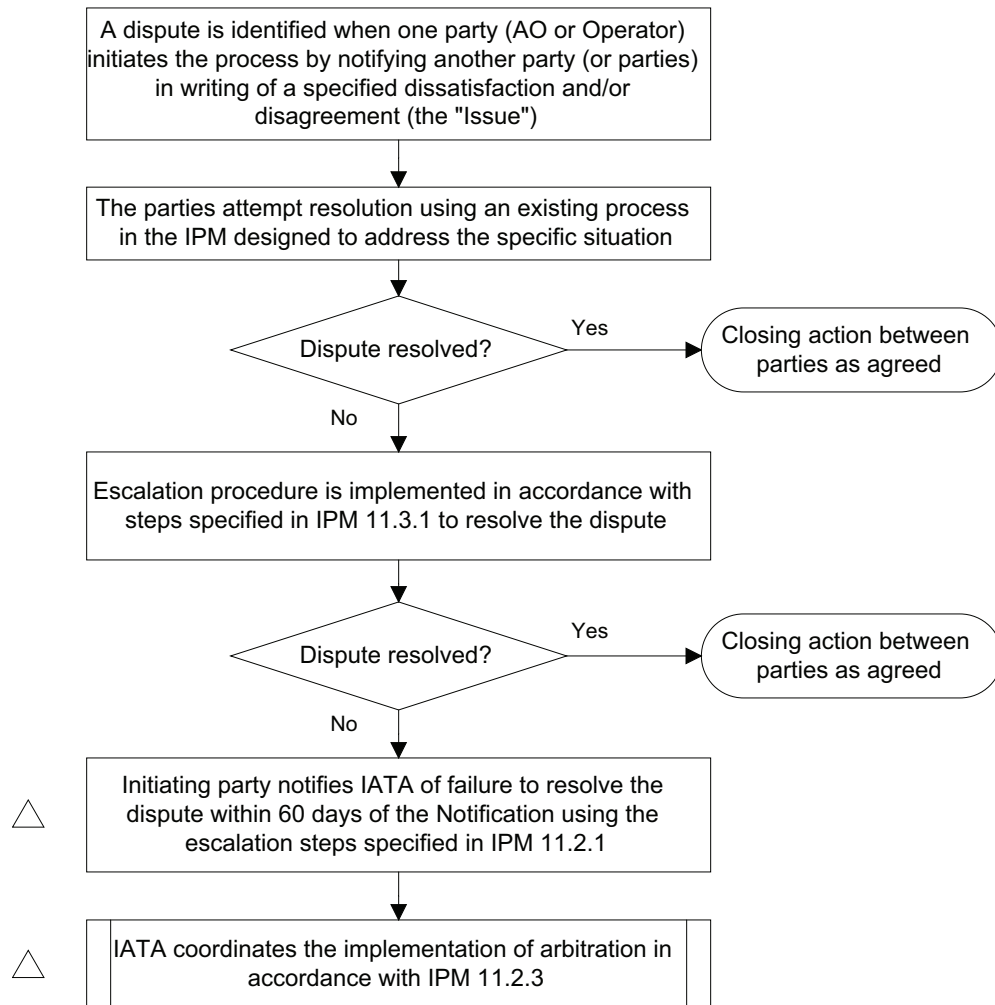 A dispute is identified when one party (AO or Operator)
initiates the process by notifying another party (or parties)
in writing of a specified dissatisfaction and/or
disagreement (the "Issue")
The parties attempt resolution using an existing process
in the IPM designed to address the specific situation
Dispute resolved?
Yes
Closing action between
parties as agreed
No
Escalation procedure is implemented in accordance with
steps specified in IPM 11.3.1 to resolve the dispute
Dispute resolved?
Yes
Closing action between
parties as agreed
No
Initiating party notifies IATA of failure to resolve the
dispute within 60 days of the Notification using the
escalation steps specified in IPM 11.2.1
IATA coordinates the implementation of arbitration in
accordance with IPM 11.2.3